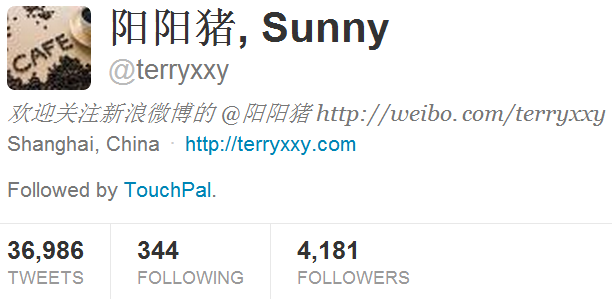 CAFE
阳阳猪, Sunny
@terryxxy
欢迎关注新浪微博的 @阳阳猪 http://weibo.com/terryxxy
Shanghai, China · http://terryxxy.com
Followed by TouchPal.
36,986 344 4,181
TWEETS FOLLOWING FOLLOWERS